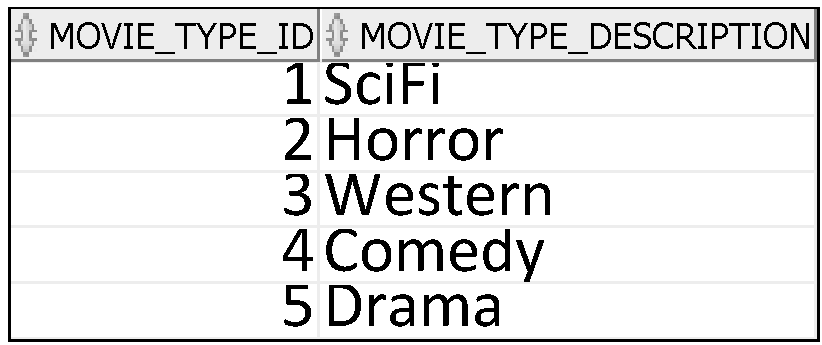 MOVIE_TYPE_ID MOVIE_TYPE_DESCRIPTION
1 SciFi
2 Horror
3 Western
4 Comedy
5 Drama